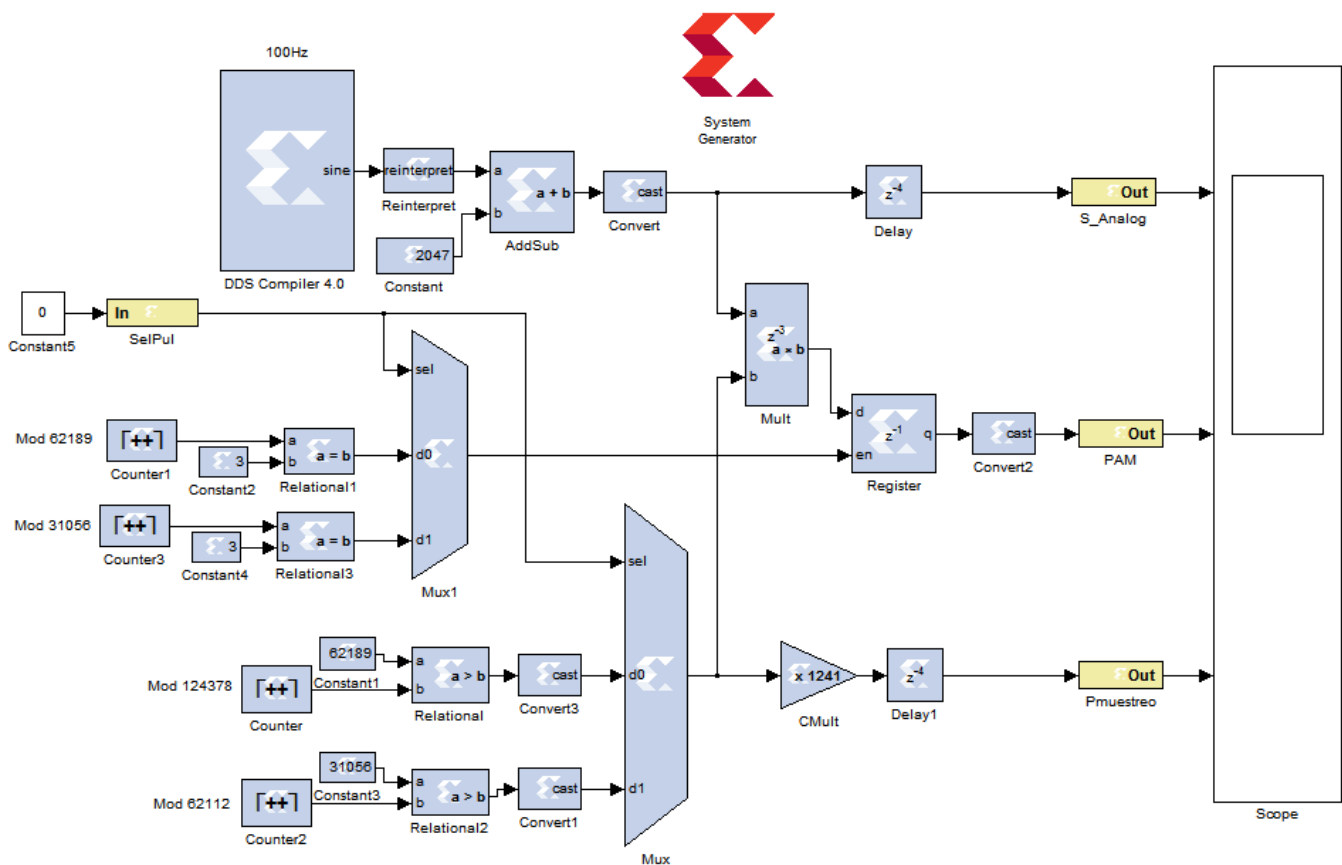 100Hz
System
Generator
sine
reinterpret
Reinterpret
a
b
a + b
AddSub
cast
Convert
z⁻⁴
Delay
Out
S_Analog
2047
Constant
DDS Compiler 4.0
0
Constant5
In
SelPul
sel
d0
d1
Mux1
a
b
z⁻³
a × b
Mult
Mod 62189
[++]
Counter1
3
Constant2
a
b
a = b
Relational1
d
en
z⁻¹
q
Register
cast
Convert2
Out
PAM
Mod 31056
[++]
Counter3
3
Constant4
a
b
a = b
Relational3
sel
d0
d1
Mux
Mod 124378
[++]
Counter
62189
Constant1
a
b
a > b
Relational
cast
Convert3
x 1241
CMult
z⁻⁴
Delay1
Out
Pmuestreo
Mod 62112
[++]
Counter2
31056
Constant3
a
b
a > b
Relational2
cast
Convert1
Scope